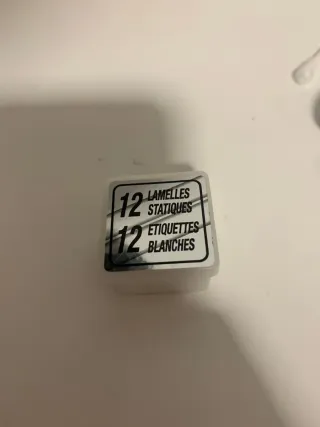 12 LAMELLES
STATIQUES
12 ETIQUETTES
BLANCHES